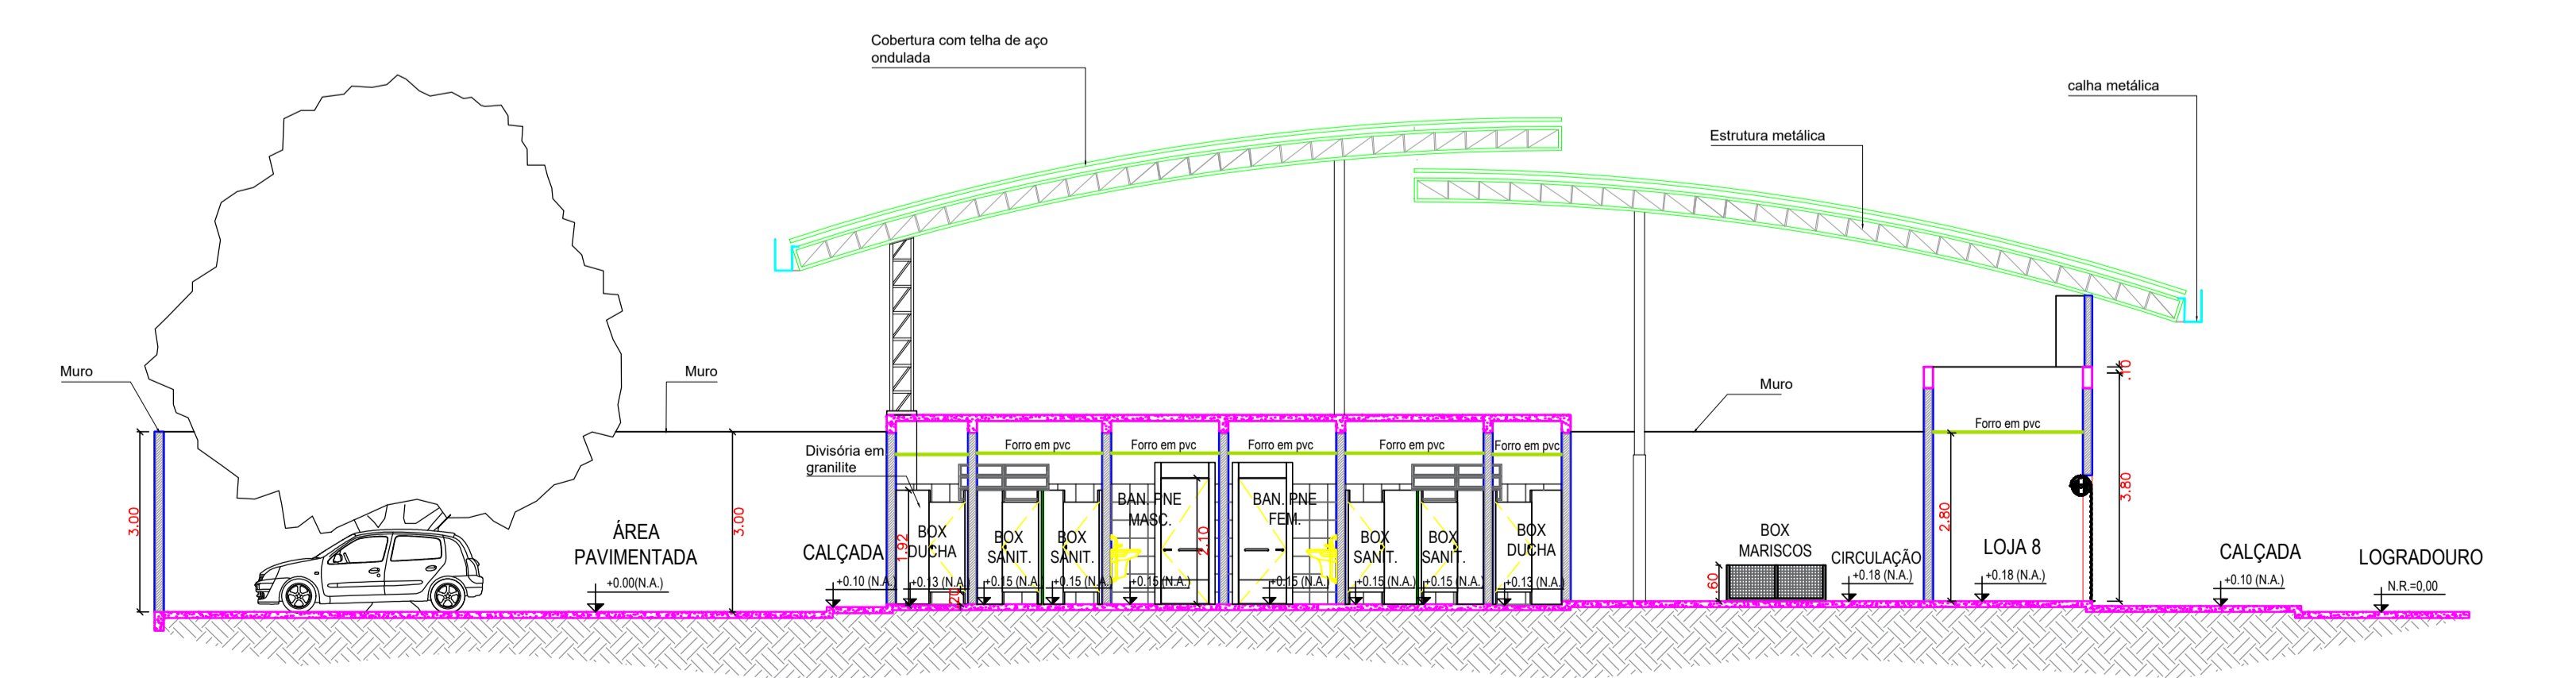 Cobertura com telha de aço
ondulada
calha metálica
Estrutura metálica
Muro
Muro
Muro
Divisória em
granilite
Forro em pvc
Forro em pvc
Forro em pvc
Forro em pvc
Forro em pvc
Forro em pvc
3.00
3.00
ÁREA
PAVIMENTADA
+0.00(N.A.)
CALÇADA
+0.10 (N.A.)
1.92
BOX
DUCHA
+0.13 (N.A.)
.20
BOX
SANIT.
+0.15 (N.A.)
BOX
SANIT.
+0.15 (N.A.)
BAN. PNE
MASC.
+0.15 (N.A.)
2.10
BAN. PNE
FEM.
+0.15 (N.A.)
BOX
SANIT.
+0.15 (N.A.)
BOX
SANIT.
+0.15 (N.A.)
BOX
DUCHA
+0.13 (N.A.)
.60
BOX
MARISCOS
CIRCULAÇÃO
+0.18 (N.A.)
2.80
LOJA 8
+0.18 (N.A.)
.10
3.80
CALÇADA
+0.10 (N.A.)
LOGRADOURO
N.R.=0,00